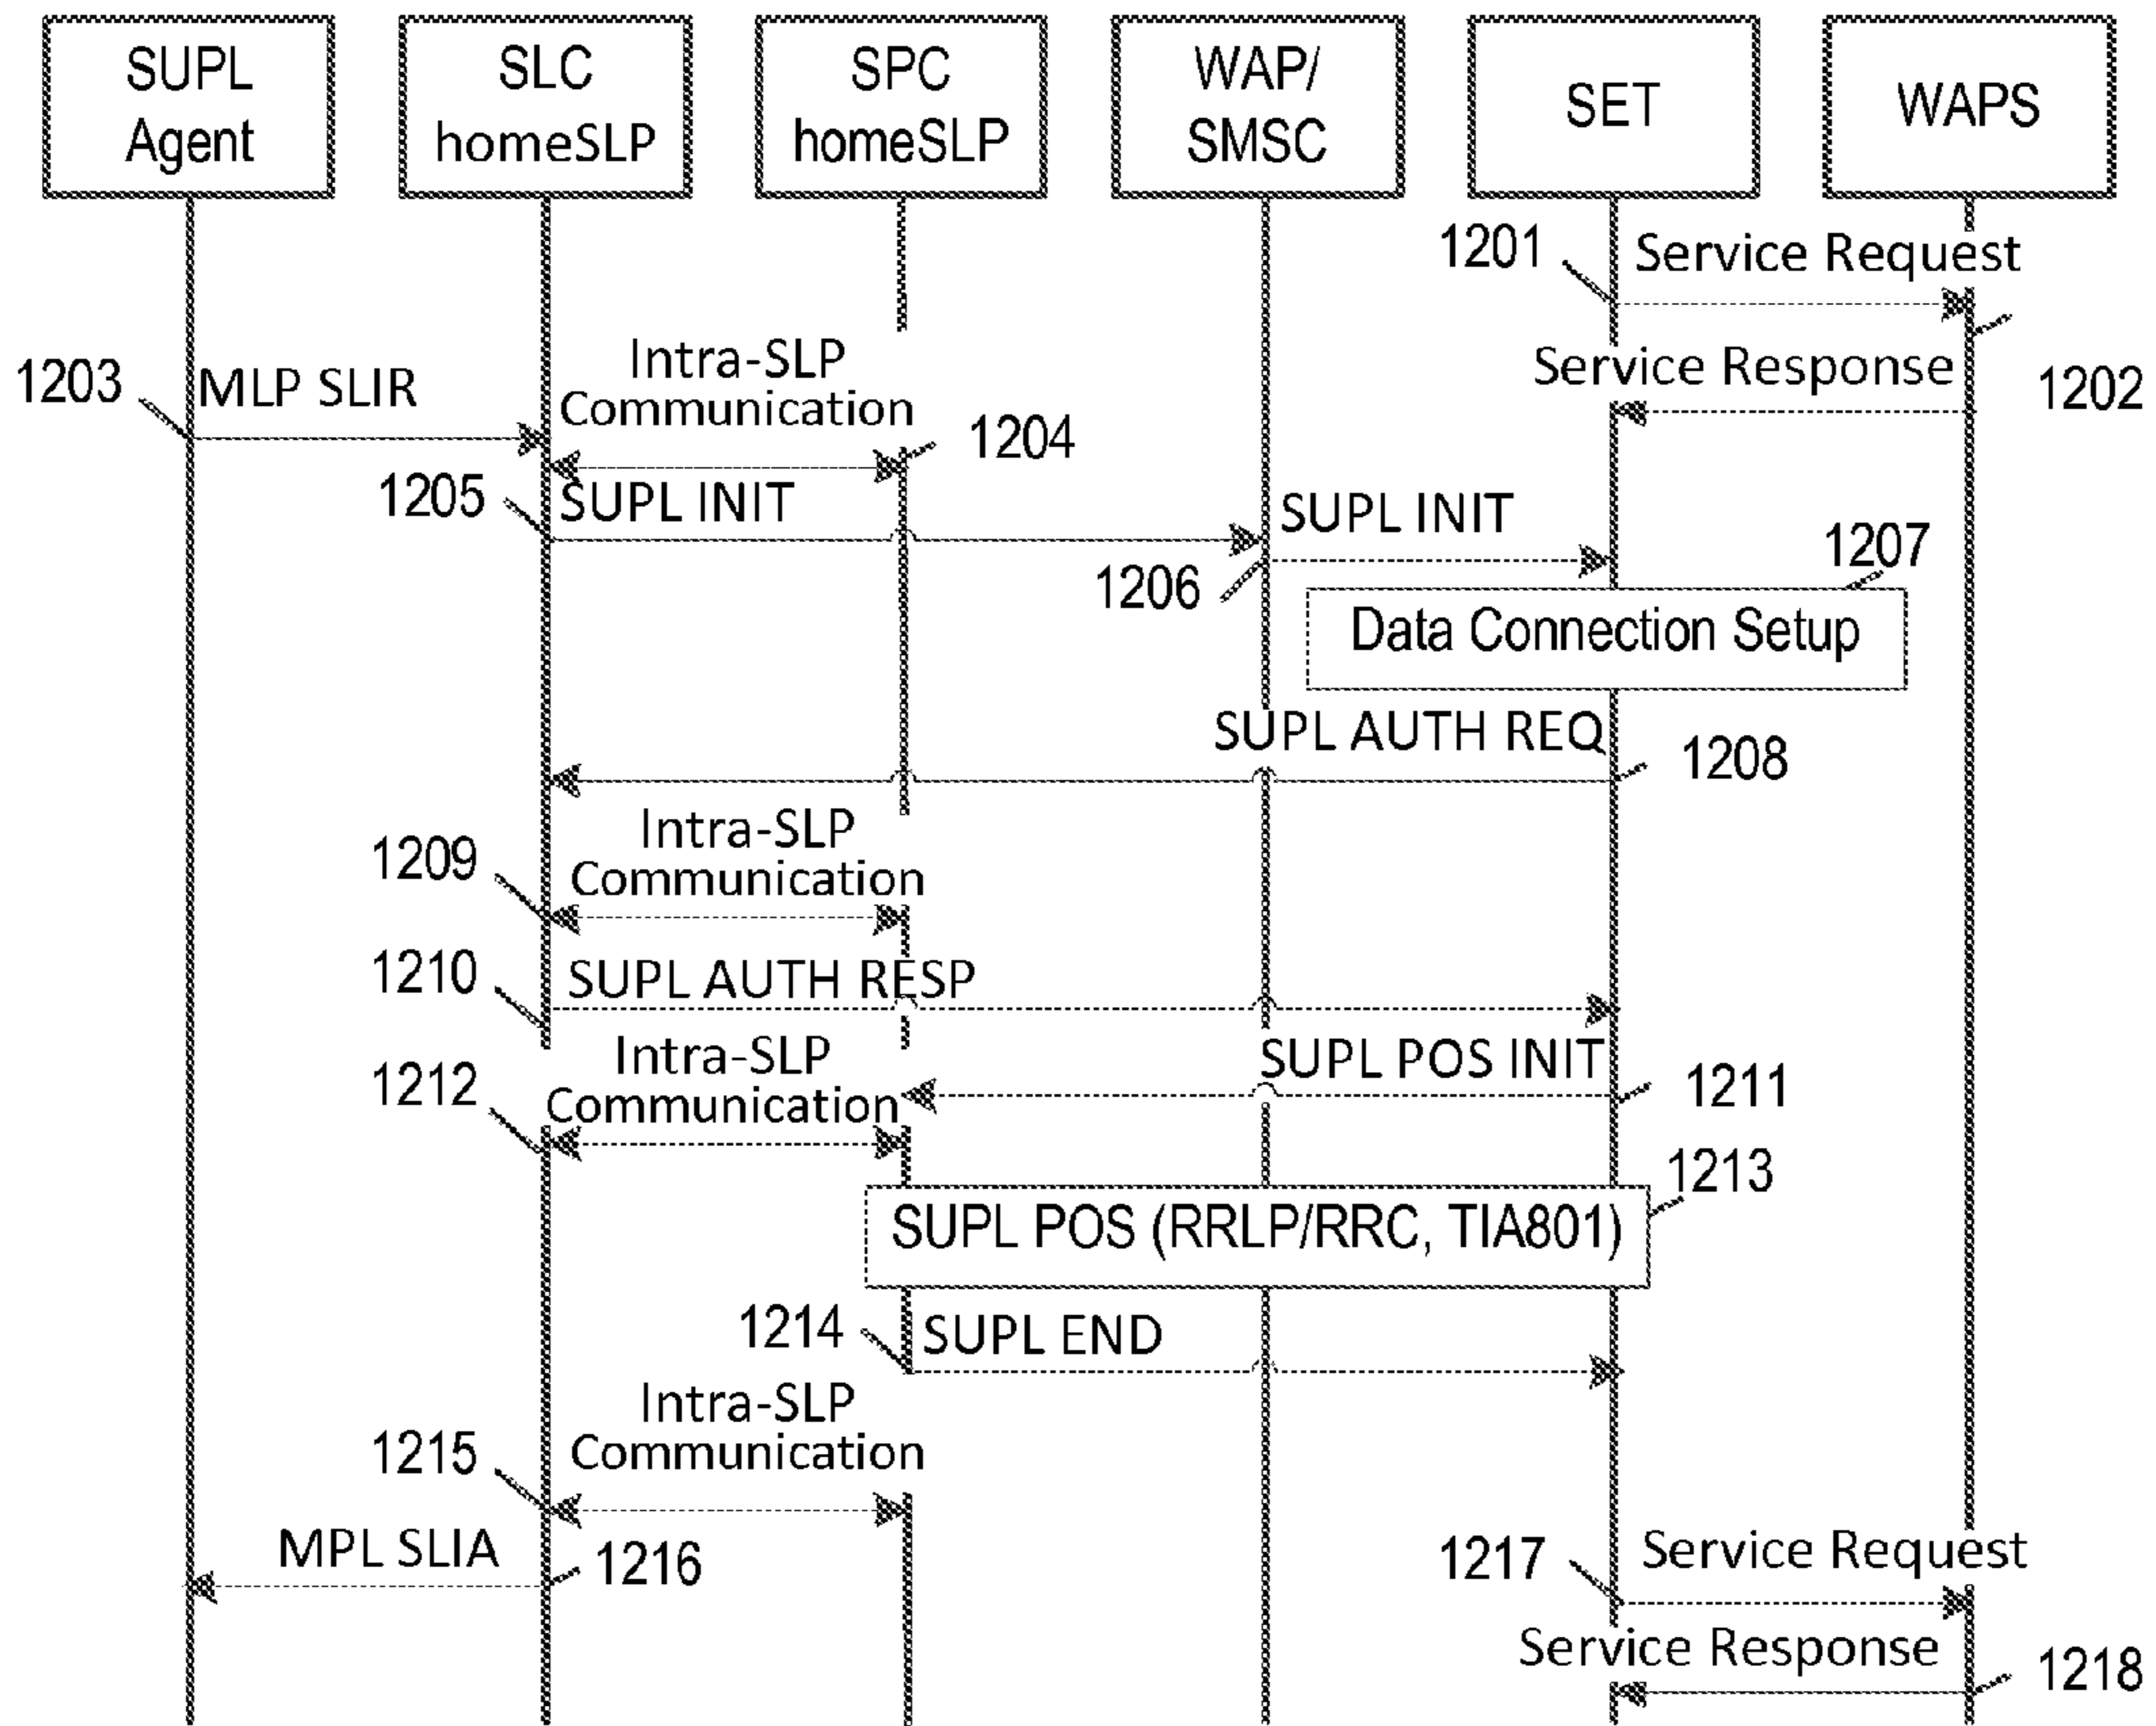 SUPL
Agent
SLC
homeSLP
SPC
homeSLP
WAP/
SMSC
SET
WAPS
1201
Service Request
Service Response
1202
1203
MLP SLIR
Intra-SLP
Communication
1204
1205
SUPL INIT
SUPL INIT
1206
1207
Data Connection Setup
SUPL AUTH REQ
1208
Intra-SLP
Communication
1209
1210
SUPL AUTH RESP
Intra-SLP
Communication
1212
SUPL POS INIT
1211
1213
SUPL POS (RRLP/RRC, TIA801)
1214
SUPL END
Intra-SLP
Communication
1215
MPL SLIA
1216
1217
Service Request
Service Response
1218